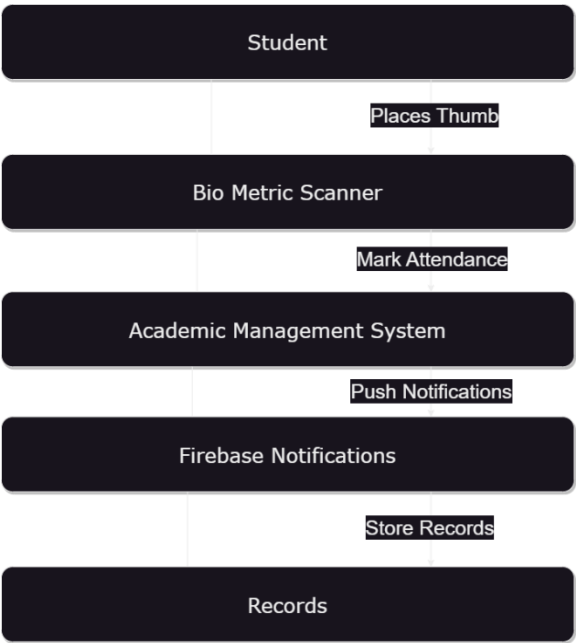 Student
Places Thumb
Bio Metric Scanner
Mark Attendance
Academic Management System
Push Notifications
Firebase Notifications
Store Records
Records